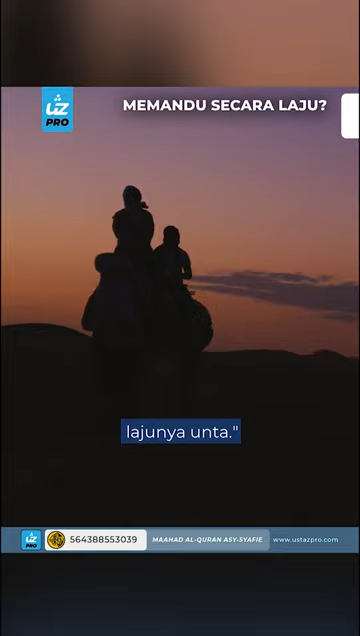 UZ
PRO
MEMANDU SECARA LAJU?
lajunya unta."
UZ
PRO
564388553039
MAAHAD AL-QURAN ASY-SYAFIE
www.ustazpro.com